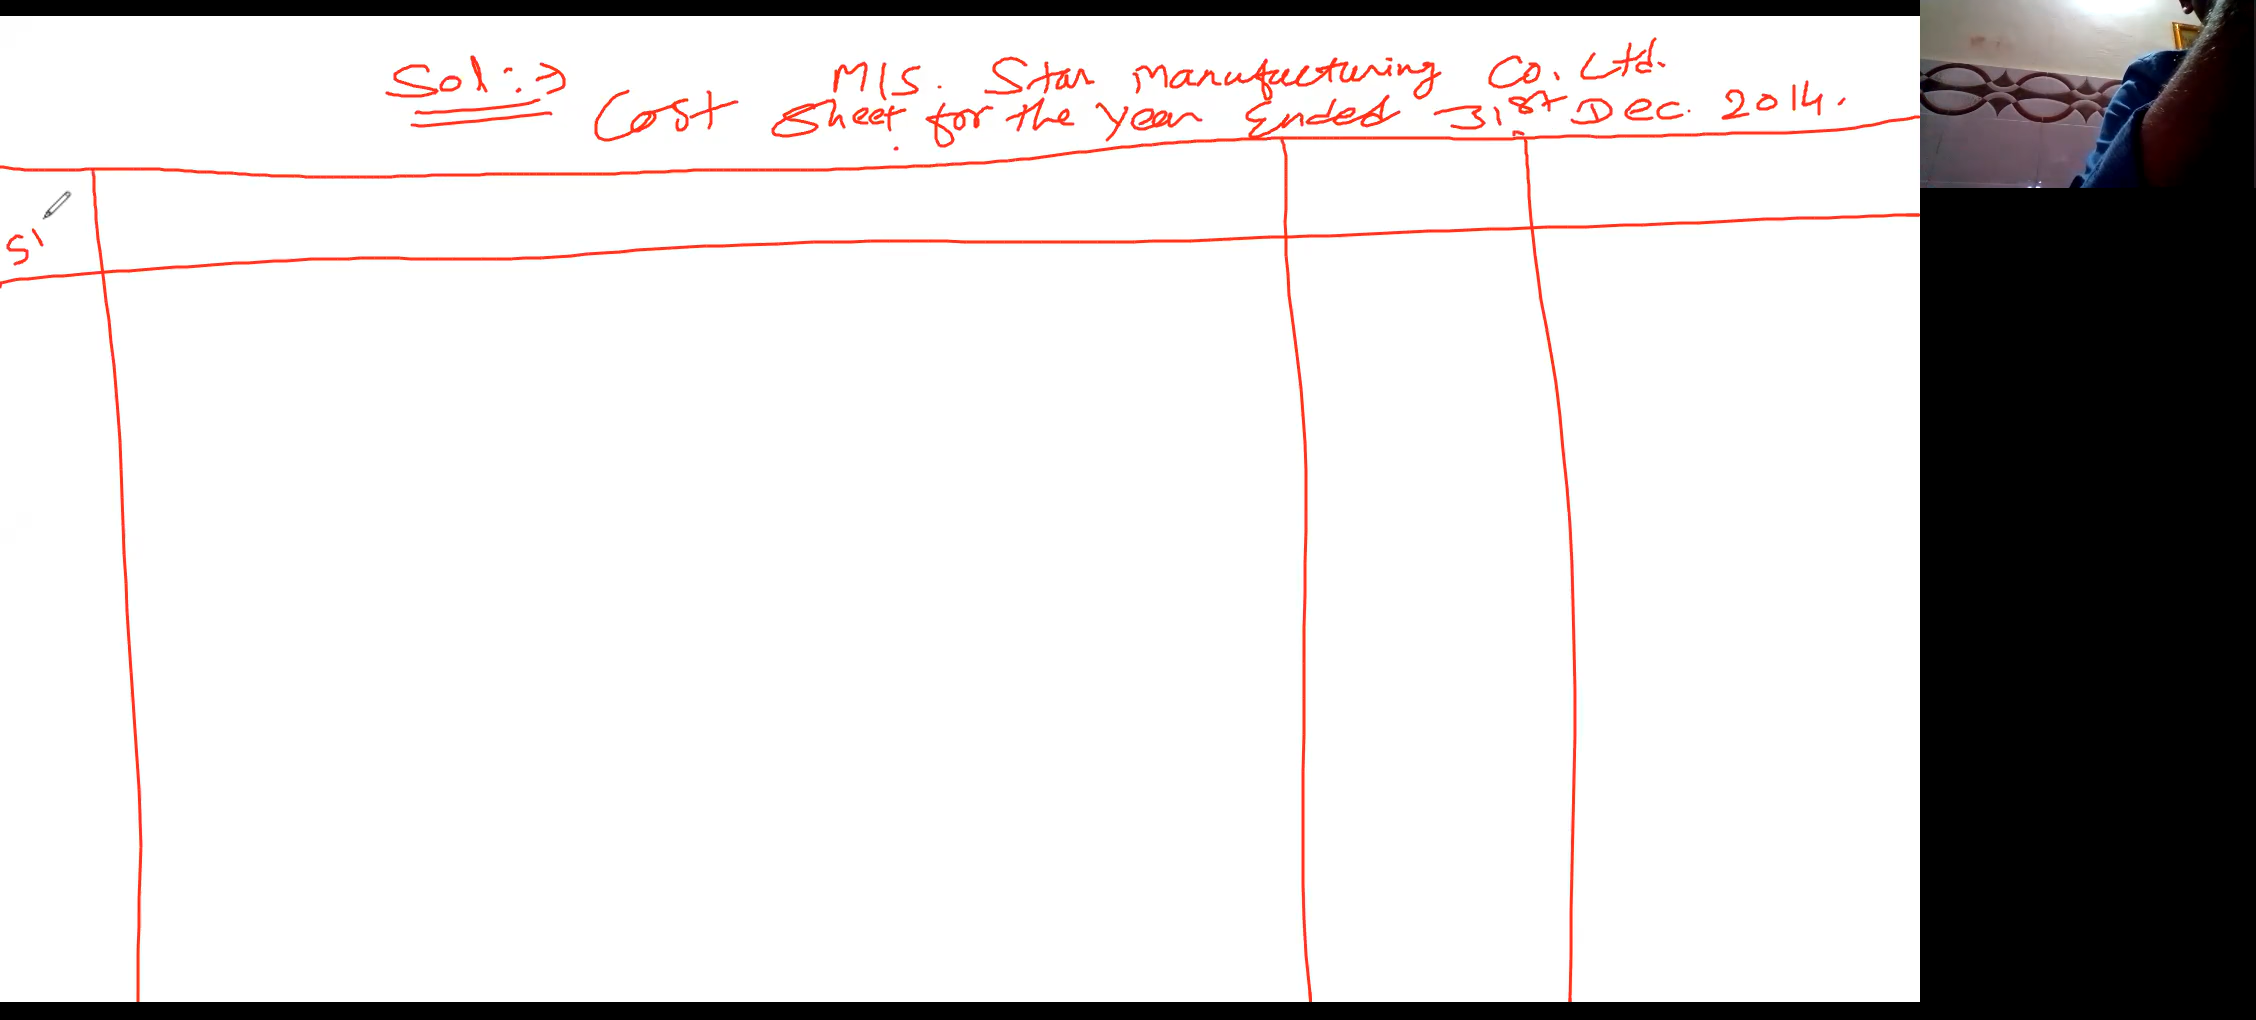 Sol:→ M/S. Star Manufacturing Co. Ltd.
Cost Sheet for the Year Ended 31st Dec. 2014.
Sl